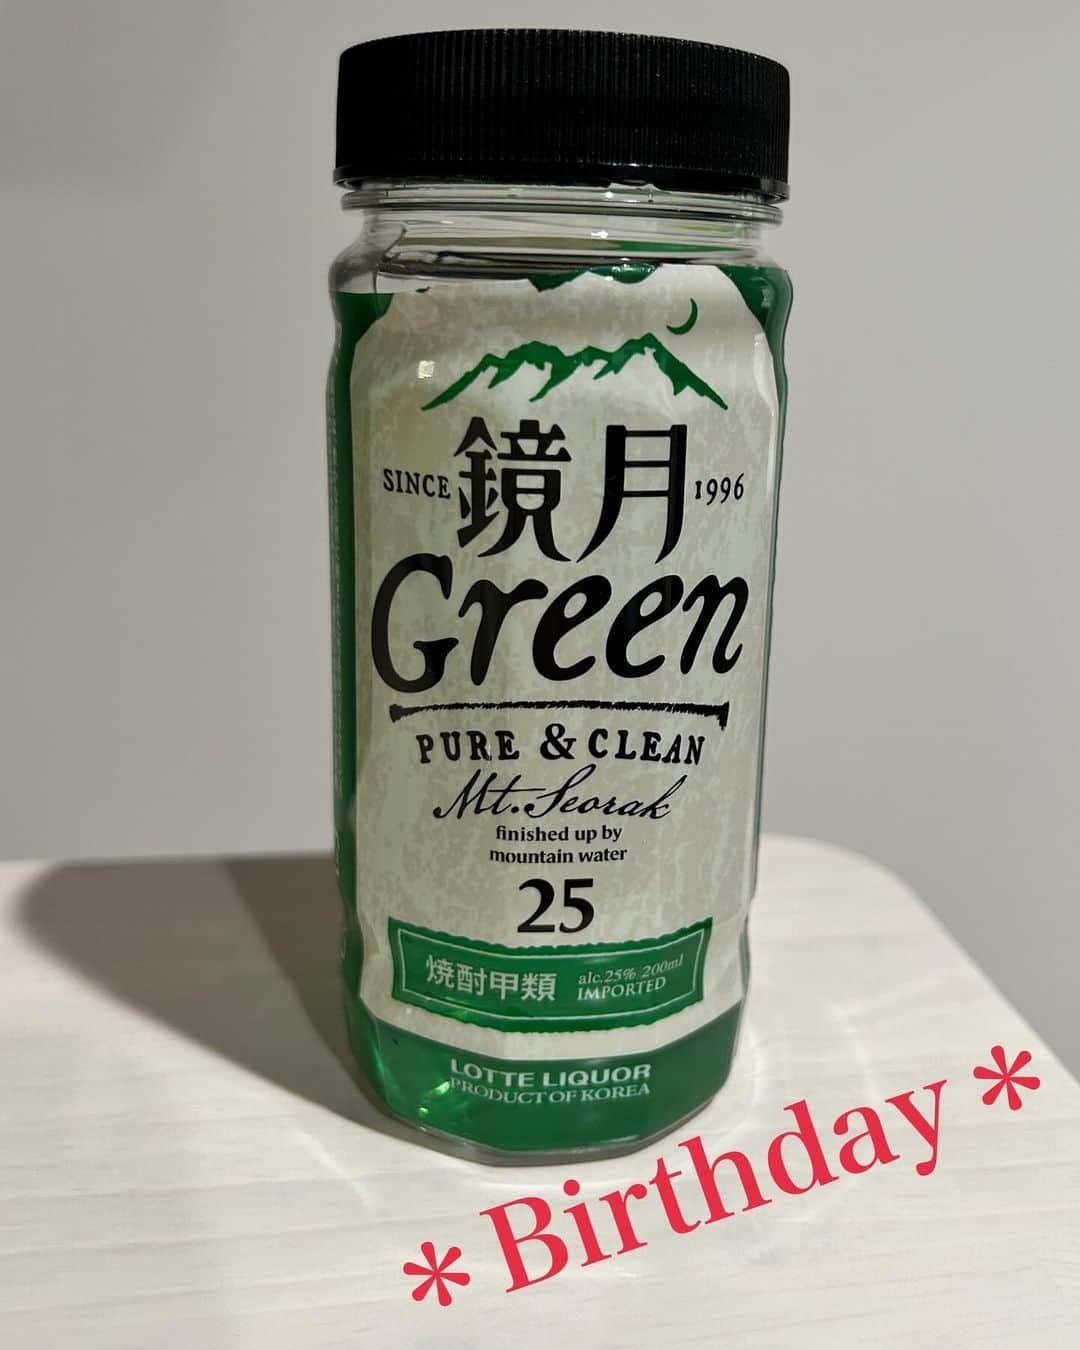 SINCE 鏡月 1996
Green
PURE & CLEAN
Mt. Seorak
finished up by
mountain water
25
焼酎甲類 alc.25% 200ml
IMPORTED
LOTTE LIQUOR
PRODUCT OF KOREA
*Birthday*